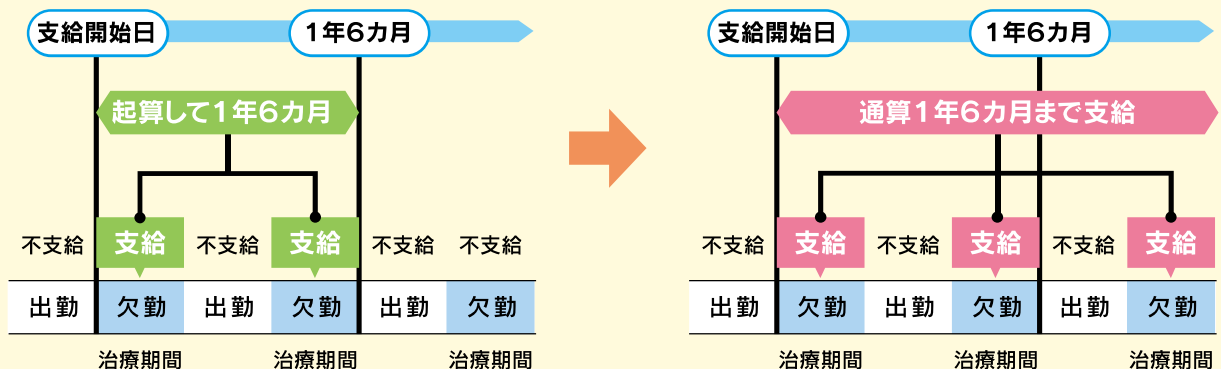 支給開始日
1年6カ月
起算して1年6カ月
不支給
支給
不支給
支給
不支給
不支給
出勤
欠勤
出勤
欠勤
出勤
欠勤
治療期間
治療期間
治療期間
支給開始日
1年6カ月
通算1年6カ月まで支給
不支給
支給
不支給
支給
不支給
支給
出勤
欠勤
出勤
欠勤
出勤
欠勤
治療期間
治療期間
治療期間